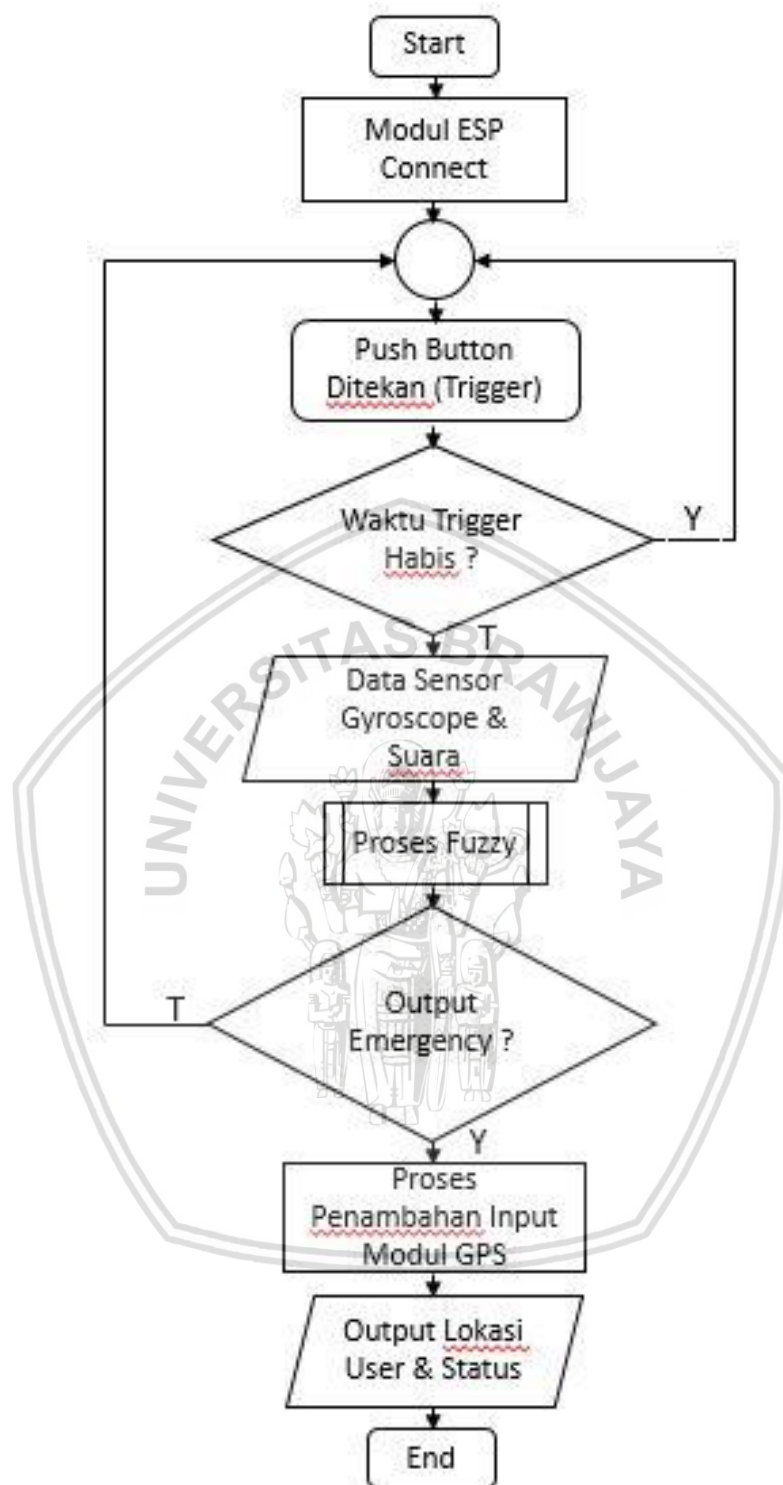 Start
Modul ESP
Connect
Push Button
Ditekan (Trigger)
Waktu Trigger
Habis ?
Y
T
Data Sensor
Gyroscope &
Suara
Proses Fuzzy
Output
Emergency ?
T
Y
Proses
Penambahan Input
Modul GPS
Output Lokasi
User & Status
End
UNIVERSITAS BRAWIJAYA